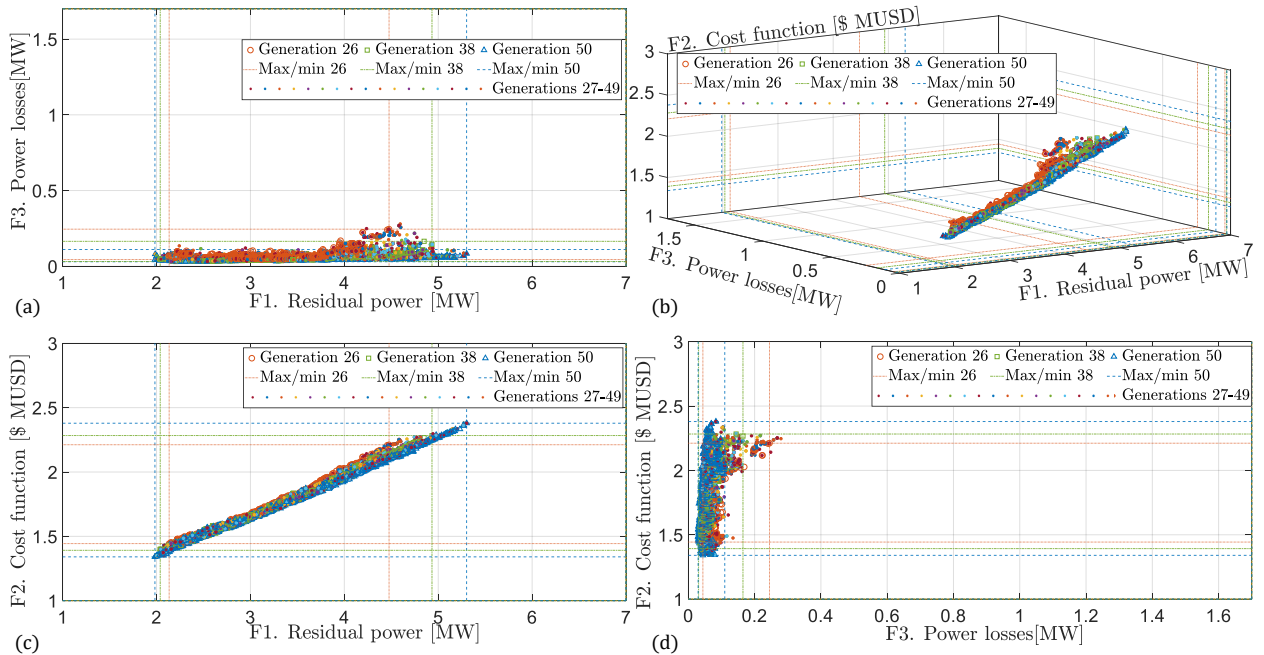 1.5
1
0.5
0
F3. Power losses[MW]
Generation 26 Generation 38 Generation 50
Max/min 26 Max/min 38 Max/min 50
Generations 27-49
1 2 3 4 5 6 7
F1. Residual power [MW]
(a)
F2. Cost function [$ MUSD]
3
2.5
2
1.5
1
Generation 26 Generation 38 Generation 50
Max/min 26 Max/min 38 Max/min 50
Generations 27-49
1.5 1 0.5 0
F3. Power losses[MW]
1 2 3 4 5 6 7
F1. Residual power [MW]
(b)
3
2.5
2
1.5
1
F2. Cost function [$ MUSD]
Generation 26 Generation 38 Generation 50
Max/min 26 Max/min 38 Max/min 50
Generations 27-49
1 2 3 4 5 6 7
F1. Residual power [MW]
(c)
3
2.5
2
1.5
1
F2. Cost function [$ MUSD]
Generation 26 Generation 38 Generation 50
Max/min 26 Max/min 38 Max/min 50
Generations 27-49
0 0.2 0.4 0.6 0.8 1 1.2 1.4 1.6
F3. Power losses[MW]
(d)